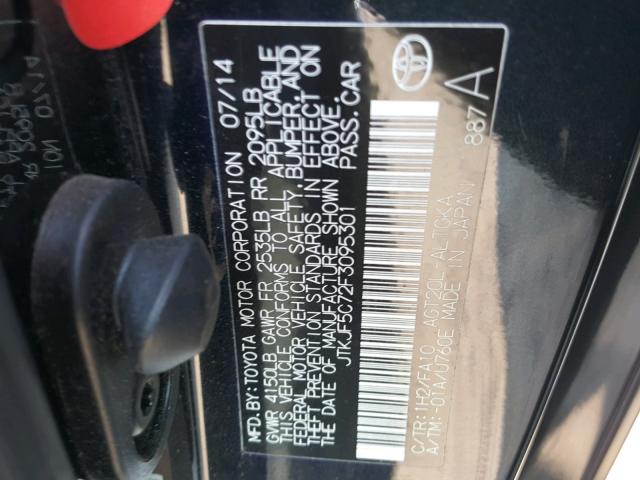 MFD.BY:TOYOTA MOTOR CORPORATION 07/14
GVWR 4150LB GAWR FR 2535LB RR 2095LB
THIS VEHICLE CONFORMS TO ALL APPLICABLE
FEDERAL MOTOR VEHICLE SAFETY,BUMPER,AND
THEFT PREVENTION STANDARDS IN EFFECT ON
THE DATE OF MANUFACTURE SHOWN ABOVE.
JTKJF5C72F3095301 PASS.CAR
C/TR:1H2/FA10 AGT20L-ALTGKA
A/TM:-01A/U760E MADE IN JAPAN
887 A